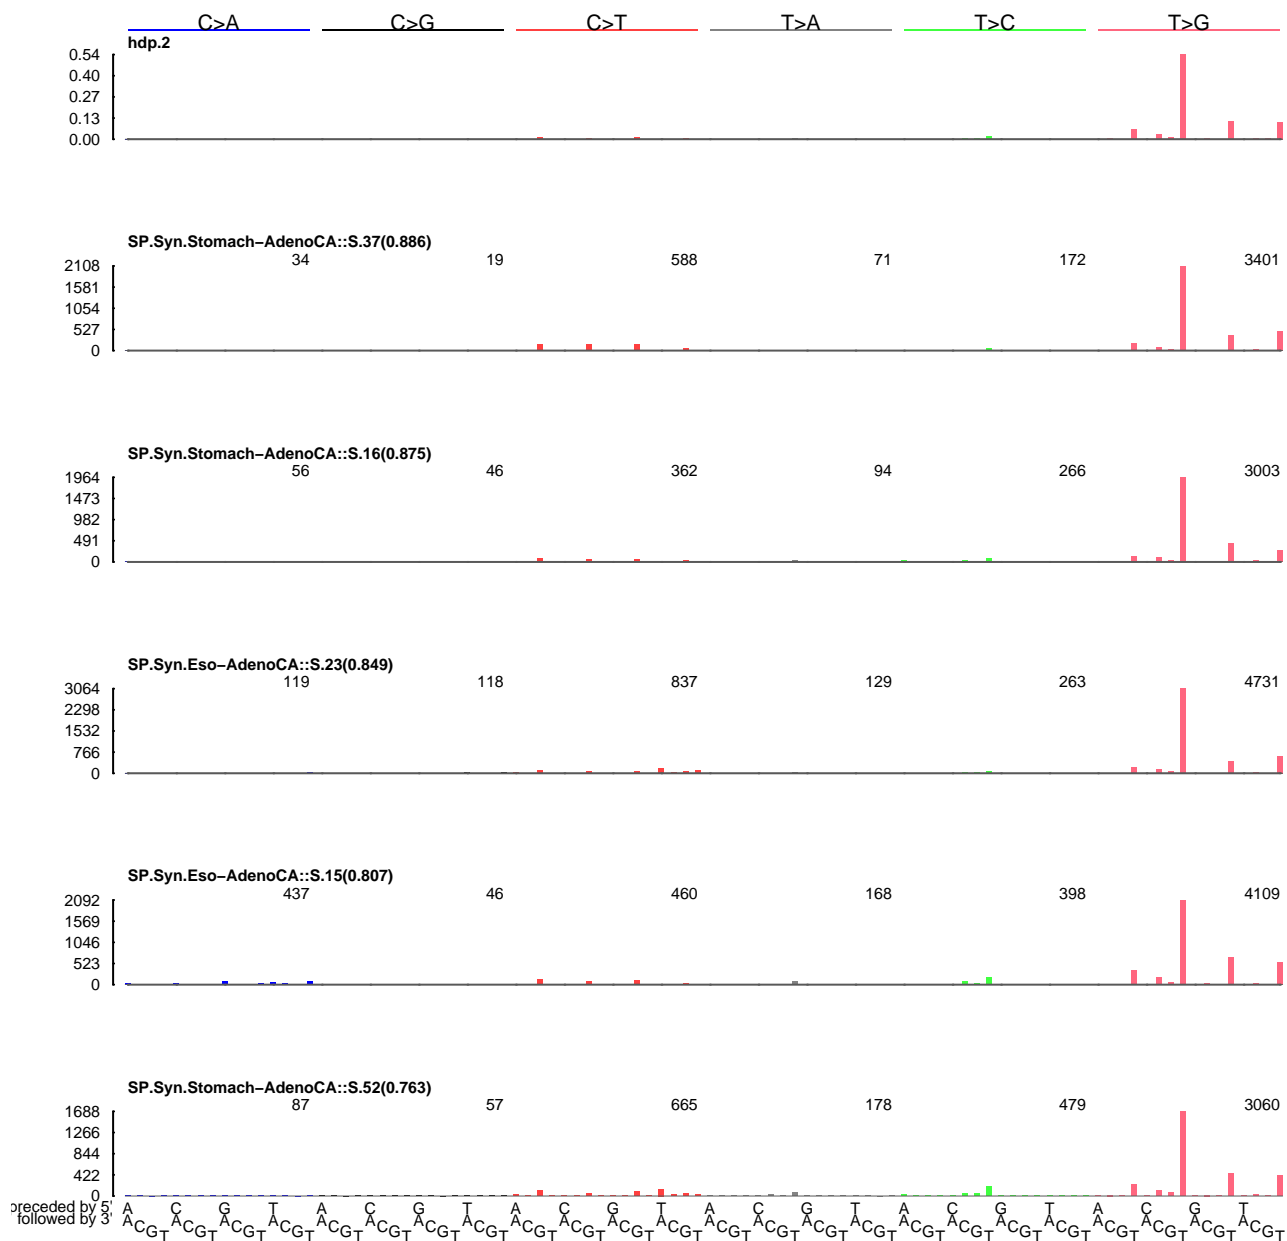 C>A C>G C>T T>A T>C T>G
hdp.2
0.54
0.40
0.27
0.13
0.00
SP.Syn.Stomach−AdenoCA::S.37(0.886)
34 19 588 71 172 3401
2108
1581
1054
527
0
SP.Syn.Stomach−AdenoCA::S.16(0.875)
56 46 362 94 266 3003
1964
1473
982
491
0
SP.Syn.Eso−AdenoCA::S.23(0.849)
119 118 837 129 263 4731
3064
2298
1532
766
0
SP.Syn.Eso−AdenoCA::S.15(0.807)
437 46 460 168 398 4109
2092
1569
1046
523
0
SP.Syn.Stomach−AdenoCA::S.52(0.763)
87 57 665 178 479 3060
1688
1266
844
422
0
preceded by 5' A C G T A C G T A C G T A C G T A C G T A C G T
followed by 3' A C G T A C G T A C G T A C G T A C G T A C G T A C G T A C G T A C G T A C G T A C G T A C G T A C G T A C G T A C G T A C G T A C G T A C G T A C G T A C G T A C G T A C G T A C G T A C G T